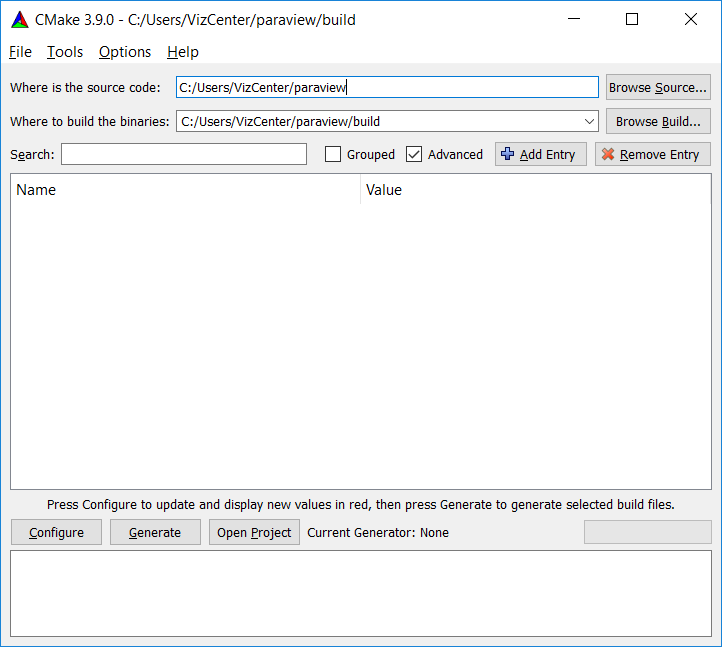 CMake 3.9.0 - C:/Users/VizCenter/paraview/build
File Tools Options Help
Where is the source code: C:/Users/VizCenter/paraview Browse Source...
Where to build the binaries: C:/Users/VizCenter/paraview/build Browse Build...
Search: Grouped Advanced Add Entry Remove Entry
Name Value
Press Configure to update and display new values in red, then press Generate to generate selected build files.
Configure Generate Open Project Current Generator: None